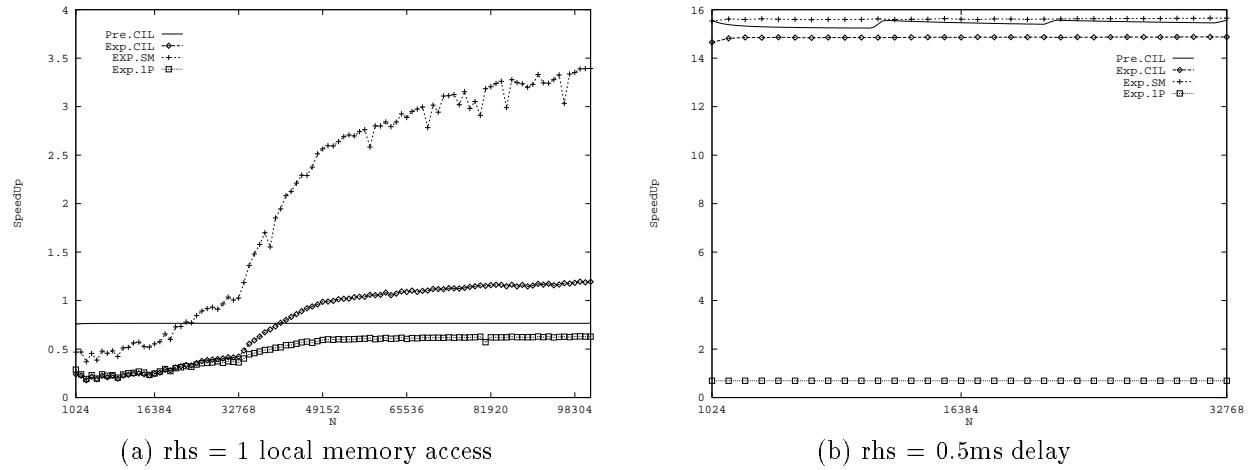 4
3.5
3
2.5
2
1.5
1
0.5
0
SpeedUp
Pre.CIL
Exp.CIL
EXP.SM
Exp.1P
1024 16384 32768 49152 65536 81920 98304
N
(a) rhs = 1 local memory access
16
14
12
10
8
6
4
2
0
SpeedUp
Pre.CIL
Exp.CIL
Exp.SM
Exp.1P
1024 16384 32768
N
(b) rhs = 0.5ms delay